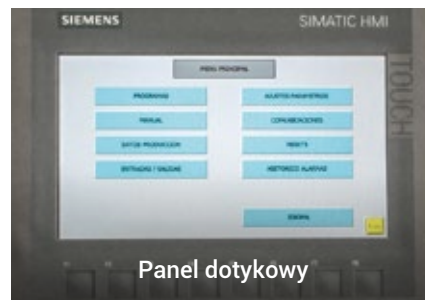 SIEMENS
SIMATIC HMI
TOUCH
MENU PRINCIPAL
PROGRAMAS
AJUSTES PARAMETROS
MANUAL
COMUNICACIONES
DATOS PRODUCCION
RESETS
ENTRADAS / SALIDAS
HISTORICO ALARMAS
IDIOMA
Panel dotykowy